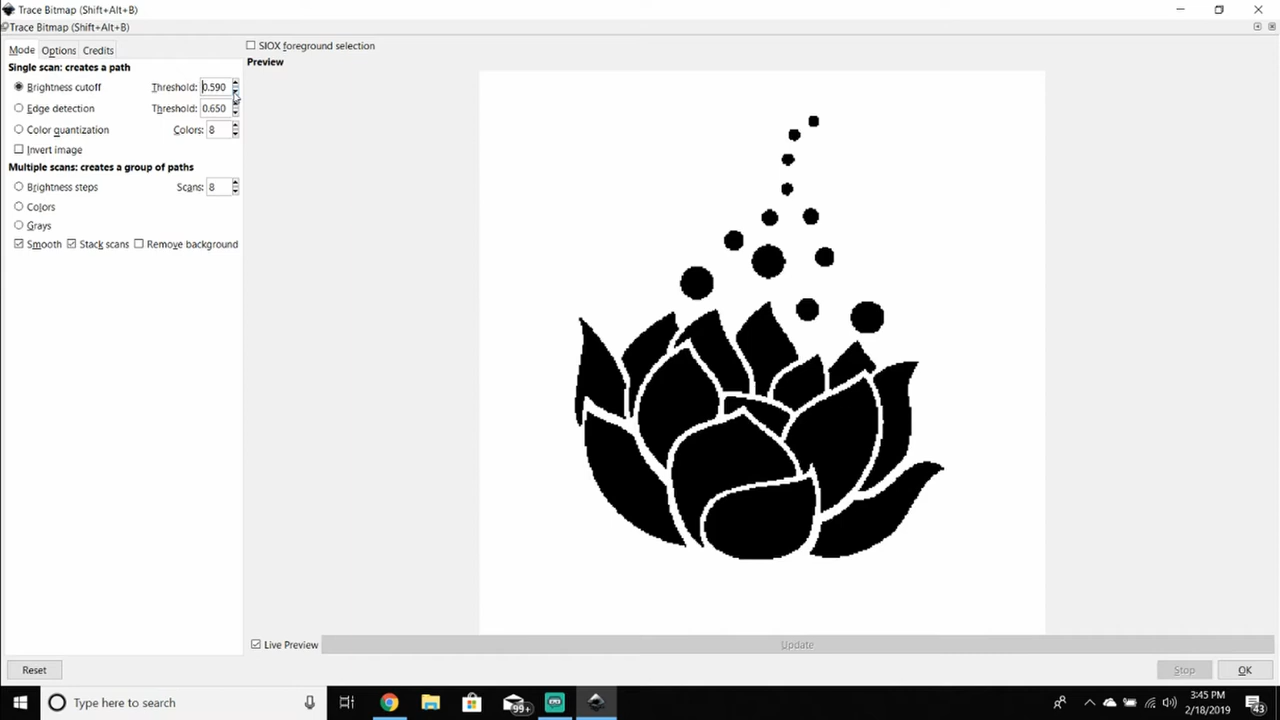 Trace Bitmap (Shift+Alt+B)
Trace Bitmap (Shift+Alt+B)
Mode Options Credits
SIOX foreground selection
Preview
Single scan: creates a path
Brightness cutoff Threshold: 0.590
Edge detection Threshold: 0.650
Color quantization Colors: 8
Invert image
Multiple scans: creates a group of paths
Brightness steps Scans: 8
Colors
Grays
Smooth Stack scans Remove background
Live Preview Update
Reset Stop OK
Type here to search 99+ 3:45 PM
2/18/2019 43